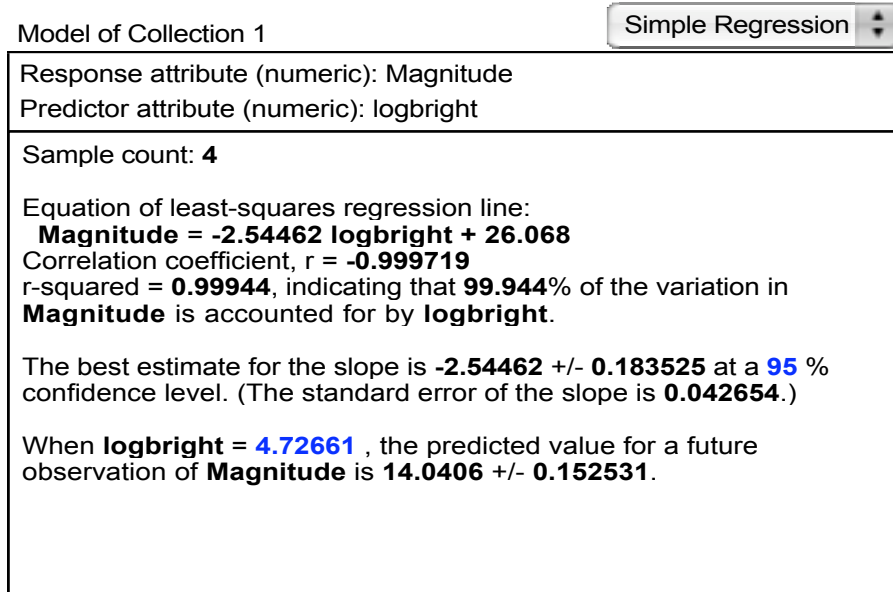 Model of Collection 1
Simple Regression
Response attribute (numeric): Magnitude
Predictor attribute (numeric): logbright
Sample count: 4
Equation of least-squares regression line:
Magnitude = -2.54462 logbright + 26.068
Correlation coefficient, r = -0.999719
r-squared = 0.99944, indicating that 99.944% of the variation in
Magnitude is accounted for by logbright.
The best estimate for the slope is -2.54462 +/- 0.183525 at a 95 %
confidence level. (The standard error of the slope is 0.042654.)
When logbright = 4.72661 , the predicted value for a future
observation of Magnitude is 14.0406 +/- 0.152531.